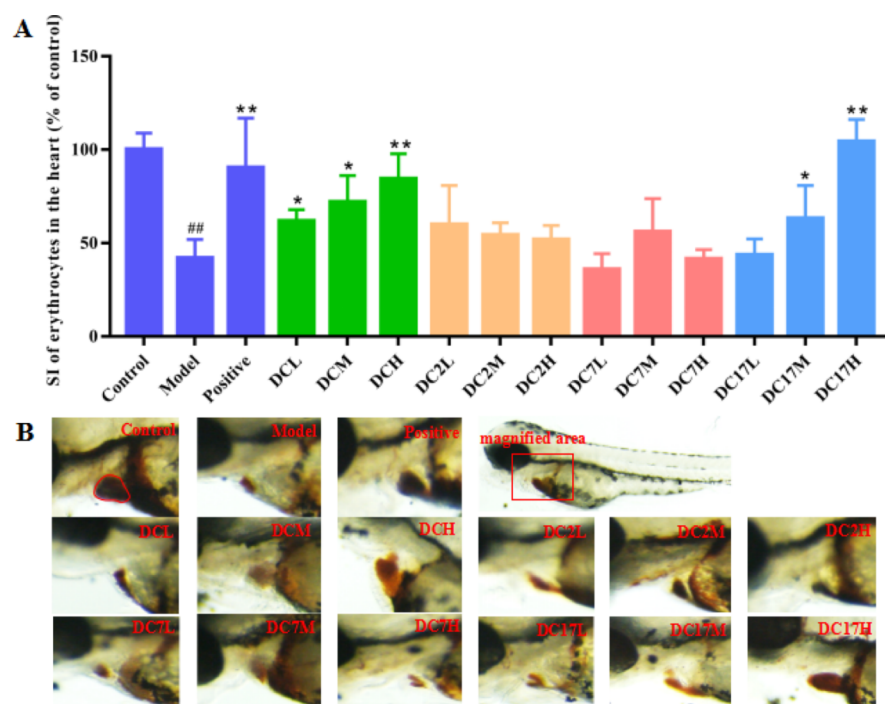 A
SI of erythrocytes in the heart (% of control)
150
100
50
0
##
**
*
*
**
*
**
Control
Model
Positive
DCL
DCM
DCH
DC2L
DC2M
DC2H
DC7L
DC7M
DC7H
DC17L
DC17M
DC17H
B
Control
Model
Positive
magnified area
DCL
DCM
DCH
DC2L
DC2M
DC2H
DC7L
DC7M
DC7H
DC17L
DC17M
DC17H